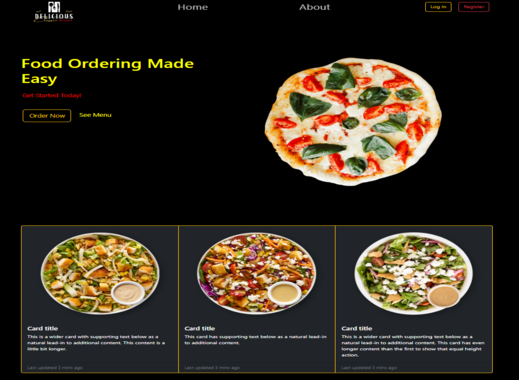 DELICIOUS
Home
About
Log In
Register
Food Ordering Made
Easy
Get Started Today!
Order Now
See Menu
Card title
This is a wider card with supporting text below as a
natural lead-in to additional content. This content is a
little bit longer.
Last updated 3 mins ago
Card title
This card has supporting text below as a natural lead-in
to additional content.
Last updated 3 mins ago
Card title
This is a wider card with supporting text below as a
natural lead-in to additional content. This card has even
longer content than the first to show that equal height
action.
Last updated 3 mins ago